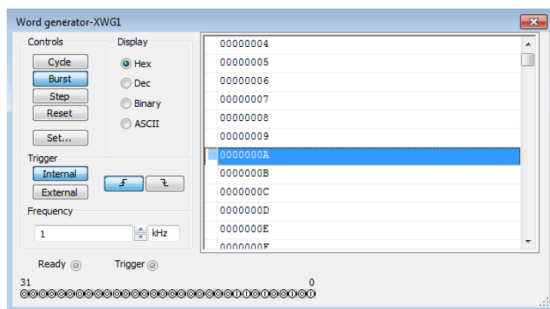 Word generator-XWG1
Controls
Cycle
Burst
Step
Reset
Set...
Display
Hex
Dec
Binary
ASCII
Trigger
Internal
External
Frequency
1
kHz
Ready
Trigger
31
0
00000004
00000005
00000006
00000007
00000008
00000009
0000000A
0000000B
0000000C
0000000D
0000000E
0000000F